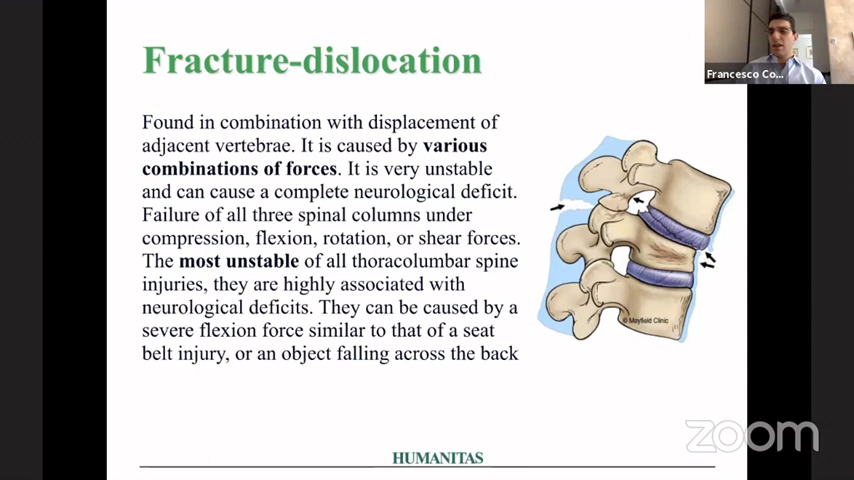 Fracture-dislocation
Francesco Co...
Found in combination with displacement of
adjacent vertebrae. It is caused by various
combinations of forces. It is very unstable
and can cause a complete neurological deficit.
Failure of all three spinal columns under
compression, flexion, rotation, or shear forces.
The most unstable of all thoracolumbar spine
injuries, they are highly associated with
neurological deficits. They can be caused by a
severe flexion force similar to that of a seat
belt injury, or an object falling across the back
© Mayfield Clinic
zoom
HUMANITAS